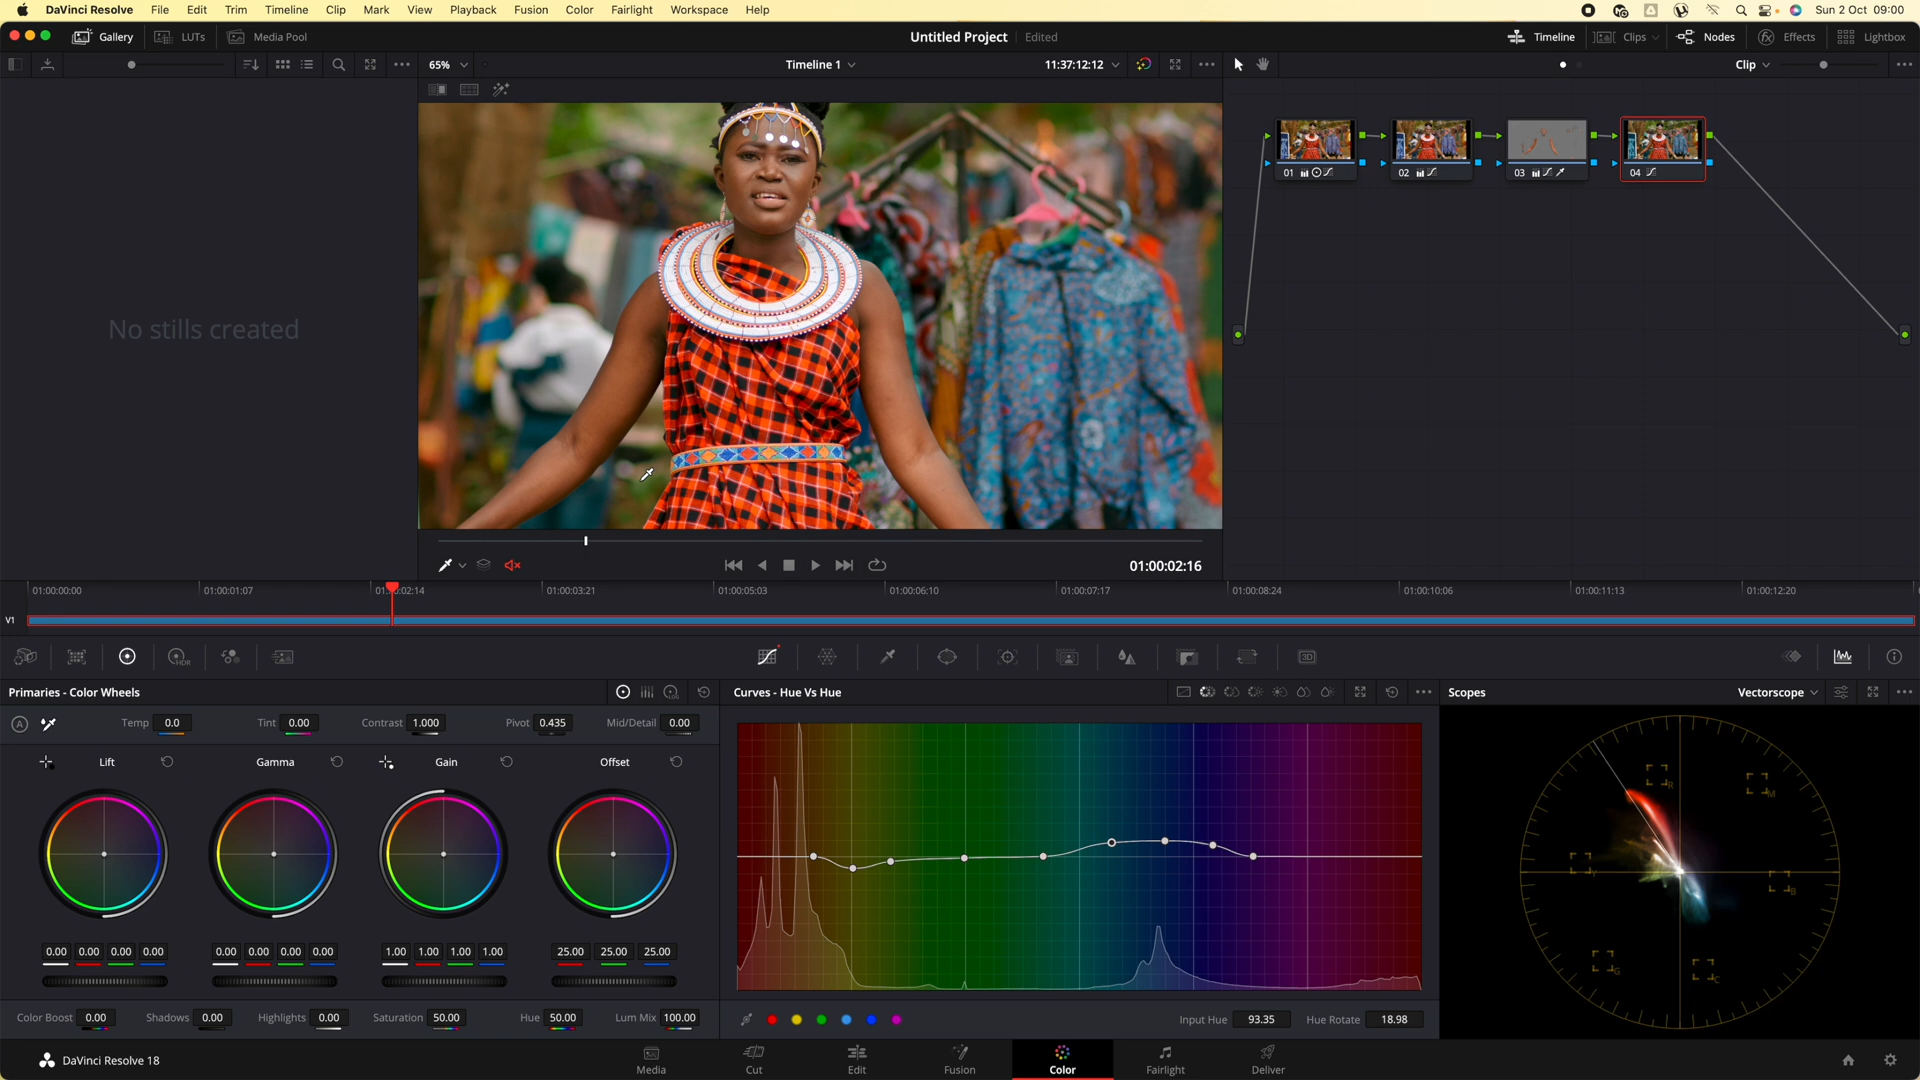 DaVinci Resolve File Edit Trim Timeline Clip Mark View Playback Fusion Color Fairlight Workspace Help Sun 2 Oct 09:00
Gallery LUTs Media Pool Untitled Project Edited Timeline Clips Nodes Effects Lightbox
65% Timeline 1 11:37:12:12 Clip
01 02 03 04
No stills created
01:00:02:16
01:00:00:00 01:00:01:07 01:00:02:14 01:00:03:21 01:00:05:03 01:00:06:10 01:00:07:17 01:00:08:24 01:00:10:06 01:00:11:13 01:00:12:20
V1
HDR 3D
Primaries - Color Wheels LOG Curves - Hue Vs Hue Scopes Vectorscope
A Temp 0.0 Tint 0.00 Contrast 1.000 Pivot 0.435 Mid/Detail 0.00
Lift Gamma Gain Offset
R M
Y B
G C
0.00 0.00 0.00 0.00 0.00 0.00 0.00 0.00 1.00 1.00 1.00 1.00 25.00 25.00 25.00
Color Boost 0.00 Shadows 0.00 Highlights 0.00 Saturation 50.00 Hue 50.00 Lum Mix 100.00 Input Hue 93.35 Hue Rotate 18.98
DaVinci Resolve 18 Media Cut Edit Fusion Color Fairlight Deliver